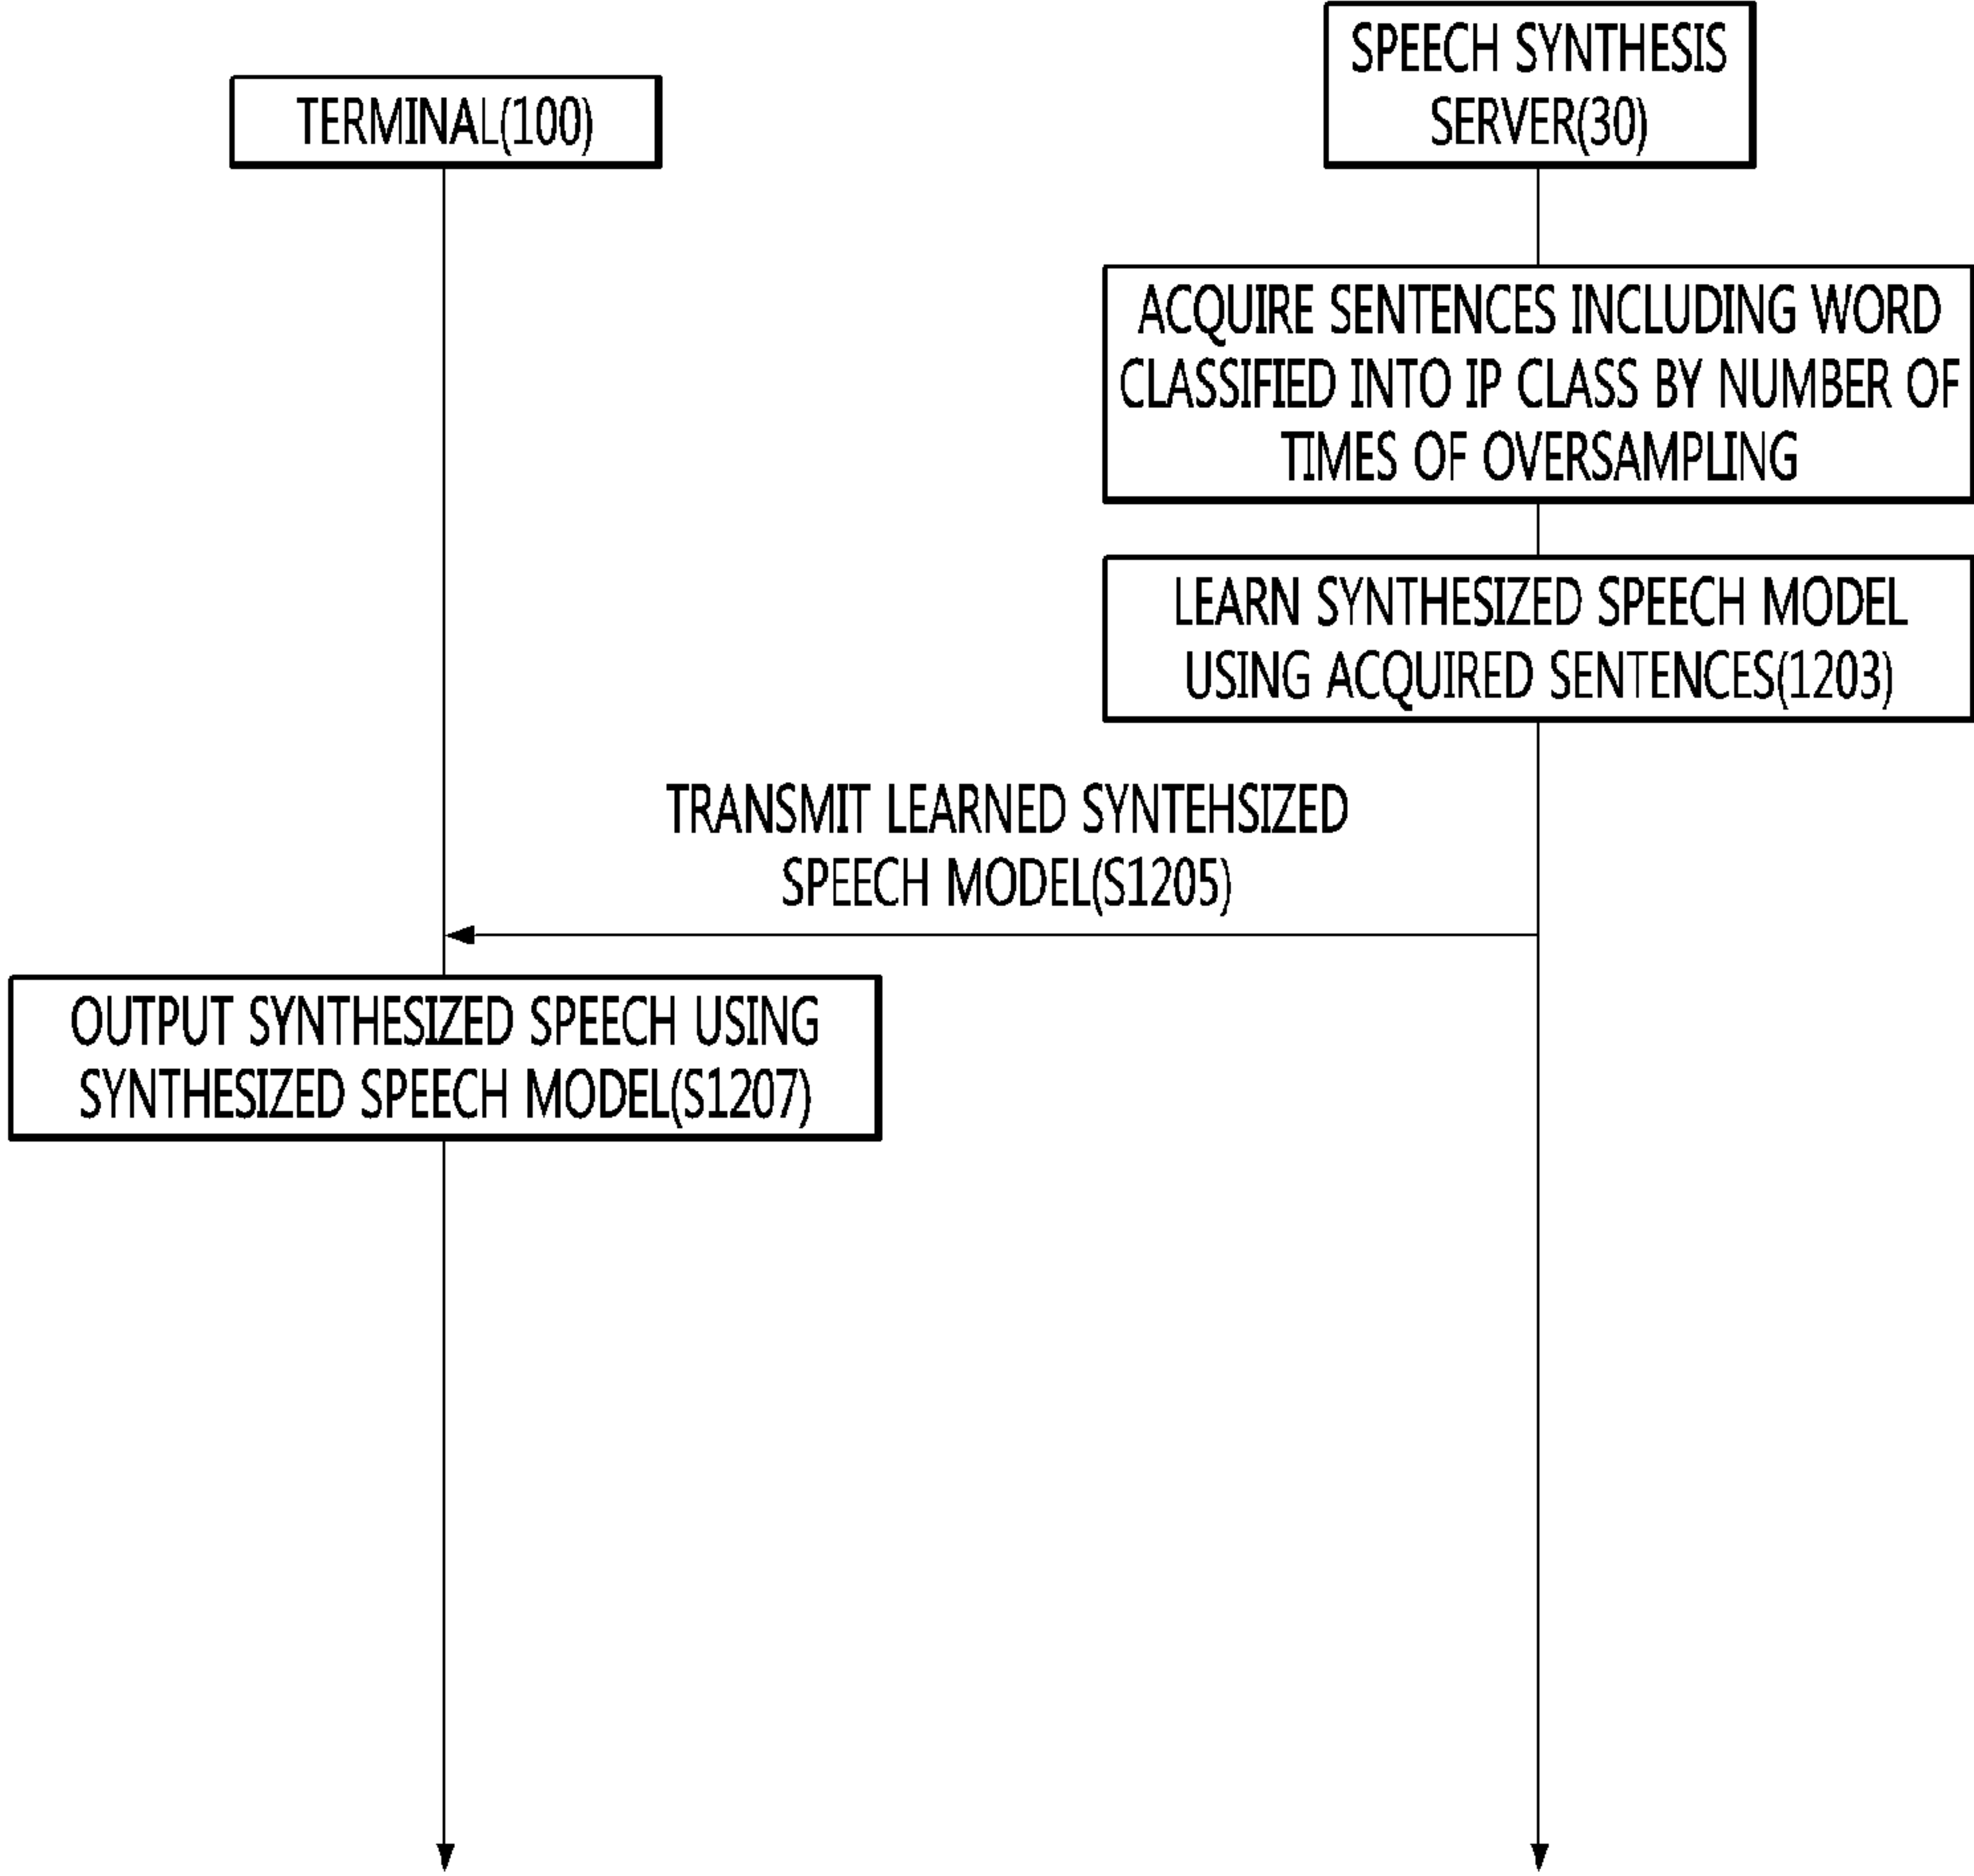 TERMINAL(100)
SPEECH SYNTHESIS
SERVER(30)
ACQUIRE SENTENCES INCLUDING WORD
CLASSIFIED INTO IP CLASS BY NUMBER OF
TIMES OF OVERSAMPLING
LEARN SYNTHESIZED SPEECH MODEL
USING ACQUIRED SENTENCES(1203)
TRANSMIT LEARNED SYNTEHSIZED
SPEECH MODEL(S1205)
OUTPUT SYNTHESIZED SPEECH USING
SYNTHESIZED SPEECH MODEL(S1207)